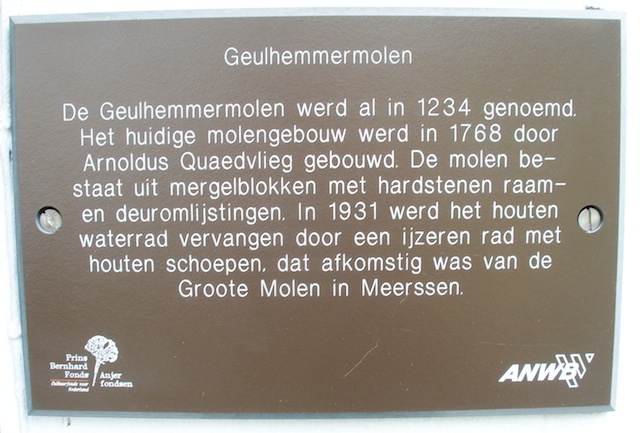 Geulhemmermolen
De Geulhemmermolen werd al in 1234 genoemd.
Het huidige molengebouw werd in 1768 door
Arnoldus Quaedvlieg gebouwd. De molen be-
staat uit mergelblokken met hardstenen raam-
en deuromlijstingen. In 1931 werd het houten
waterrad vervangen door een ijzeren rad met
houten schoepen, dat afkomstig was van de
Groote Molen in Meerssen.
Prins
Bernhard
Fonds
Cultuurfonds voor
Nederland
Anjer
fondsen
ANWB